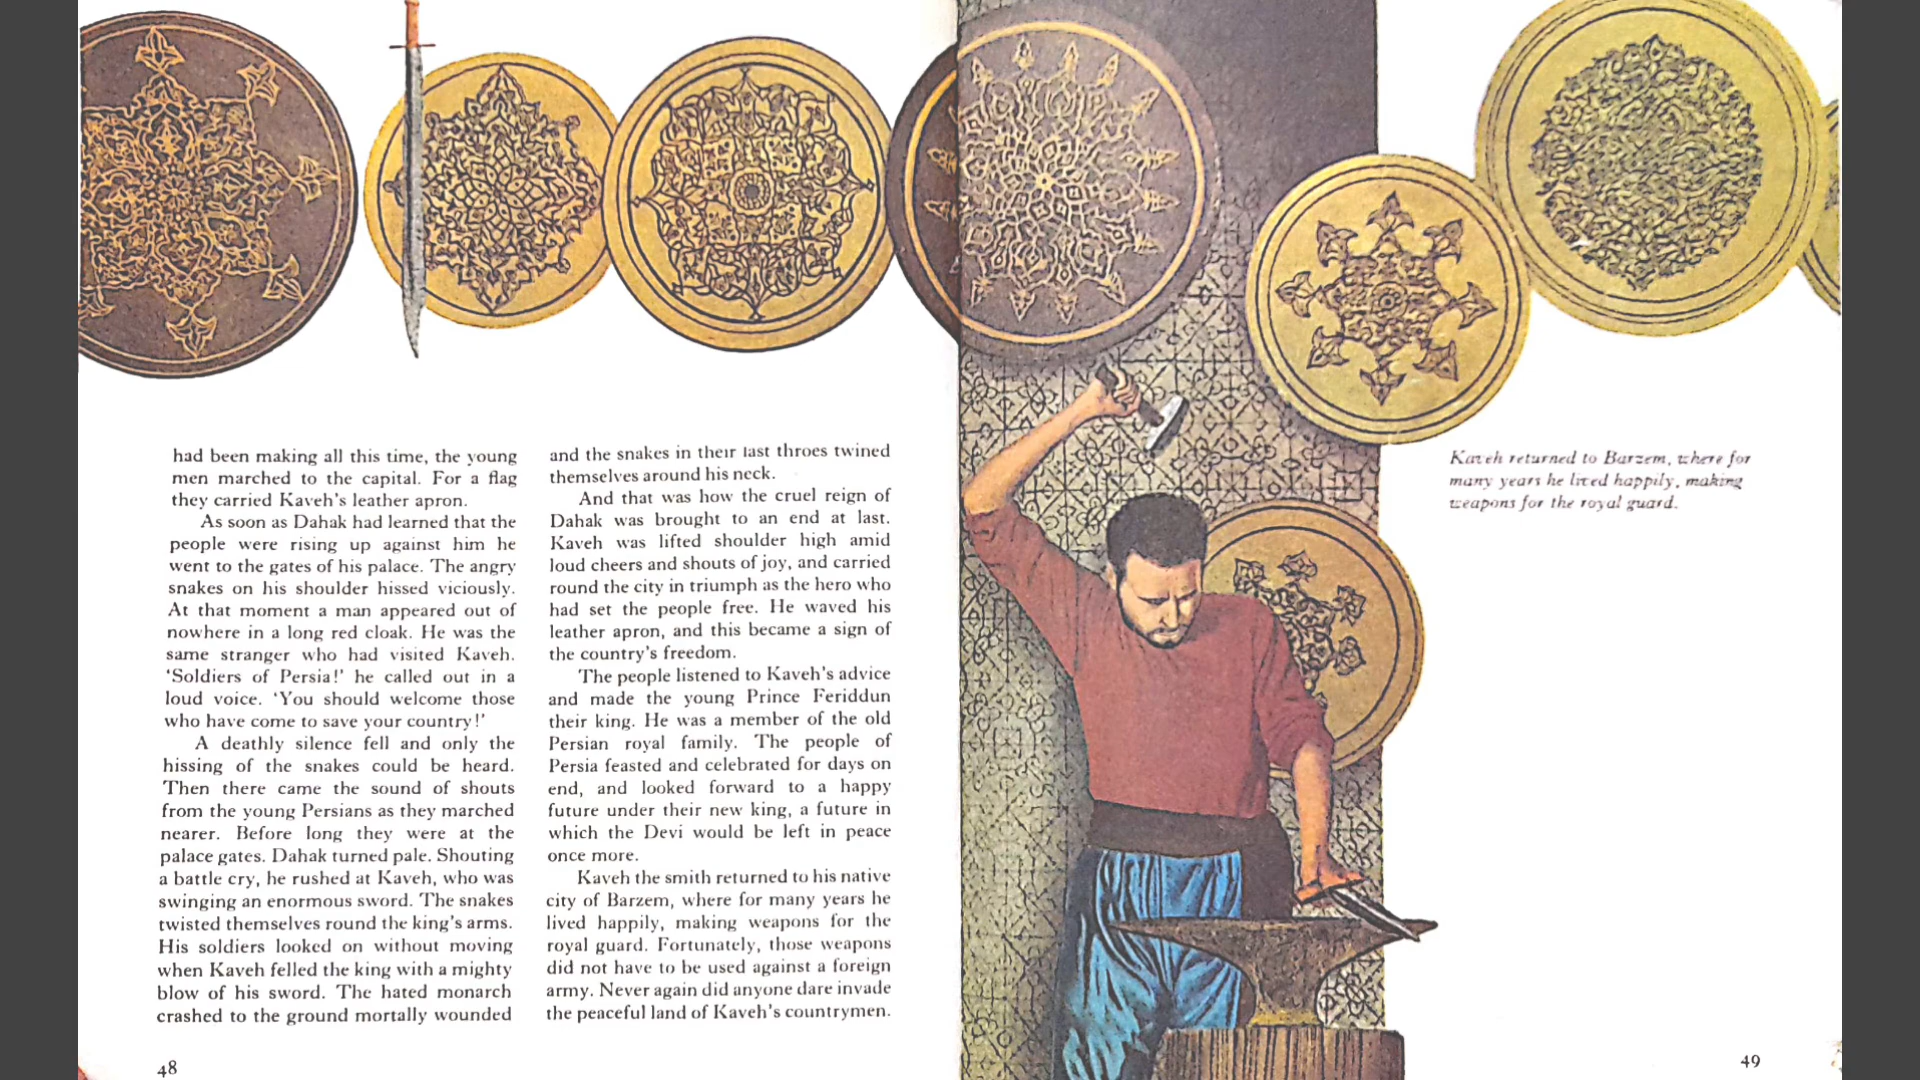 had been making all this time, the young
men marched to the capital. For a flag
they carried Kaveh's leather apron.
As soon as Dahak had learned that the
people were rising up against him he
went to the gates of his palace. The angry
snakes on his shoulder hissed viciously.
At that moment a man appeared out of
nowhere in a long red cloak. He was the
same stranger who had visited Kaveh.
'Soldiers of Persia!' he called out in a
loud voice. 'You should welcome those
who have come to save your country!'
A deathly silence fell and only the
hissing of the snakes could be heard.
Then there came the sound of shouts
from the young Persians as they marched
nearer. Before long they were at the
palace gates. Dahak turned pale. Shouting
a battle cry, he rushed at Kaveh, who was
swinging an enormous sword. The snakes
twisted themselves round the king's arms.
His soldiers looked on without moving
when Kaveh felled the king with a mighty
blow of his sword. The hated monarch
crashed to the ground mortally wounded
and the snakes in their last throes twined
themselves around his neck.
And that was how the cruel reign of
Dahak was brought to an end at last.
Kaveh was lifted shoulder high amid
loud cheers and shouts of joy, and carried
round the city in triumph as the hero who
had set the people free. He waved his
leather apron, and this became a sign of
the country's freedom.
The people listened to Kaveh's advice
and made the young Prince Feriddun
their king. He was a member of the old
Persian royal family. The people of
Persia feasted and celebrated for days on
end, and looked forward to a happy
future under their new king, a future in
which the Devi would be left in peace
once more.
Kaveh the smith returned to his native
city of Barzem, where for many years he
lived happily, making weapons for the
royal guard. Fortunately, those weapons
did not have to be used against a foreign
army. Never again did anyone dare invade
the peaceful land of Kaveh's countrymen.
48
Kaveh returned to Barzem, where for
many years he lived happily, making
weapons for the royal guard.
49